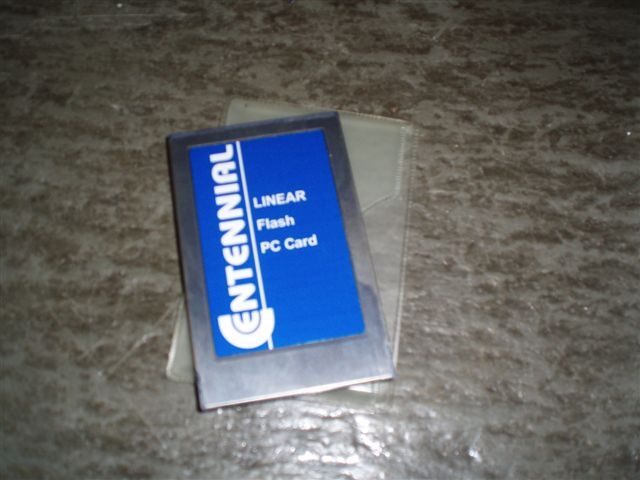 CENTENNIAL
LINEAR
Flash
PC Card